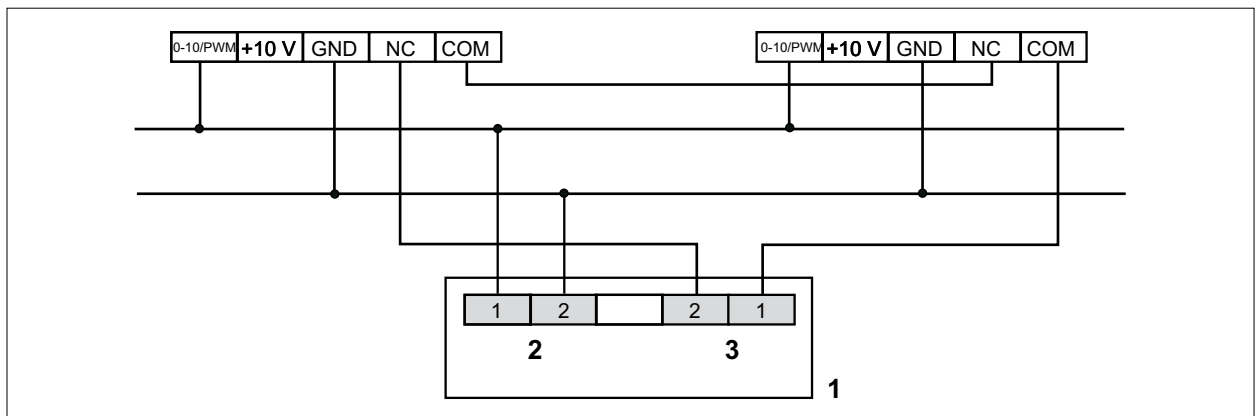 0-10/PWM +10 V GND NC COM 0-10/PWM +10 V GND NC COM
1 2 2 1
2 3
1